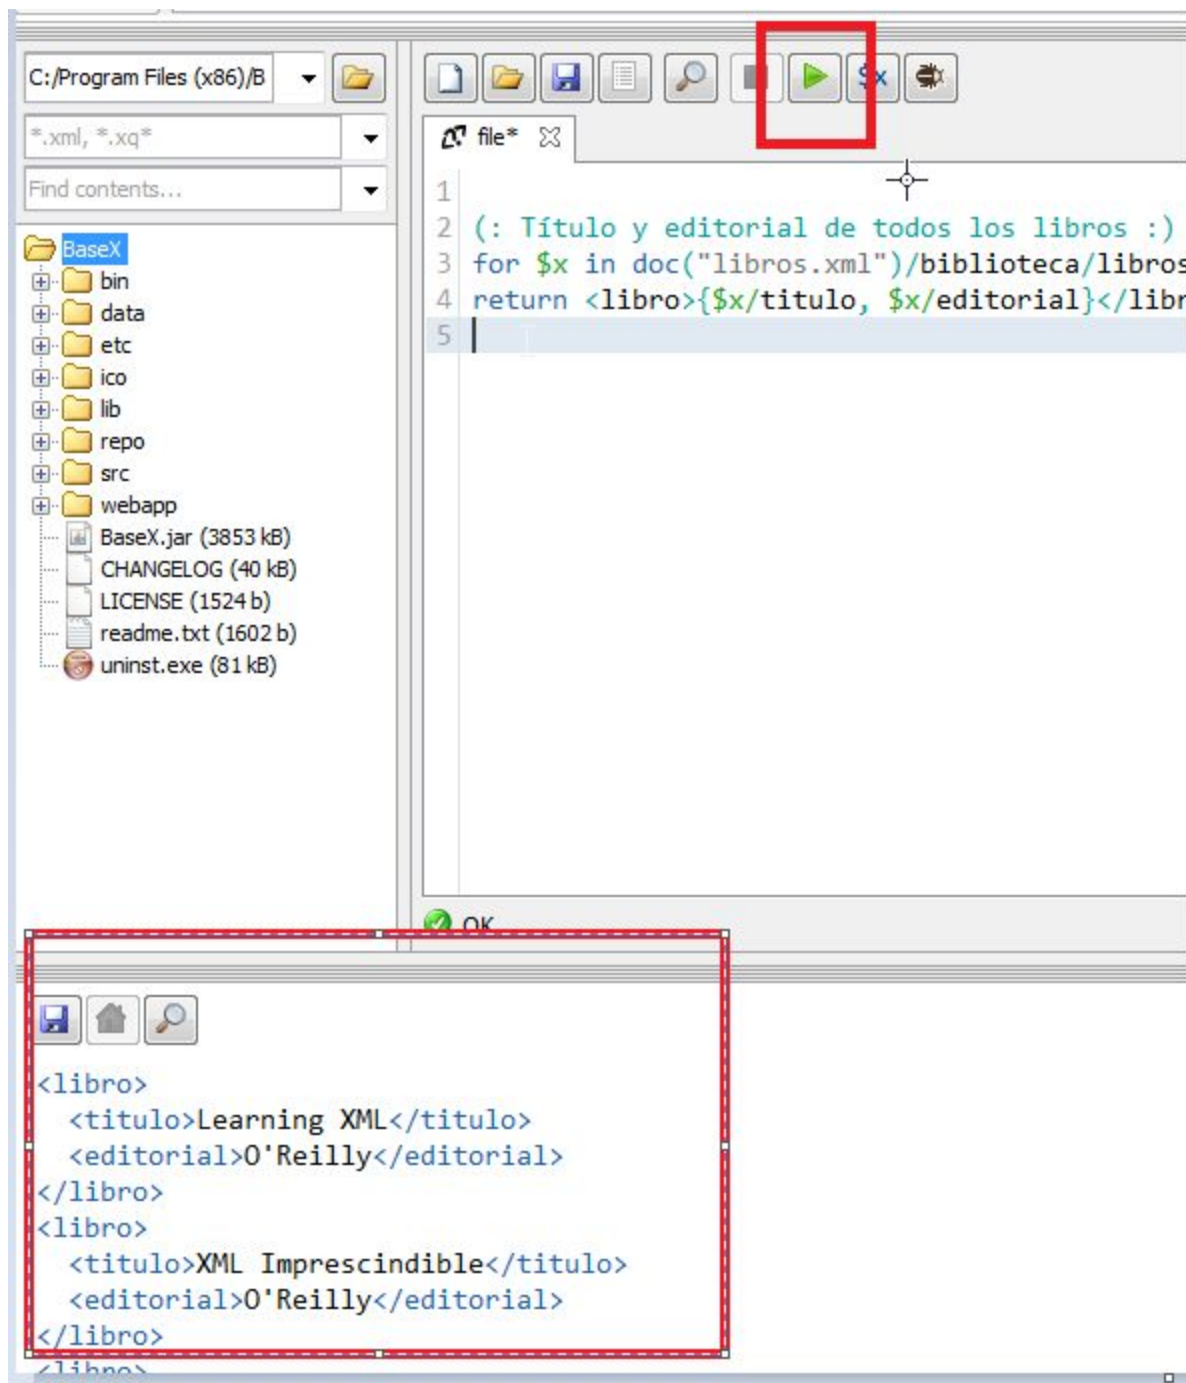 C:/Program Files (x86)/B
*.xml, *.xq*
Find contents...
BaseX
bin
data
etc
ico
lib
repo
src
webapp
BaseX.jar (3853 kB)
CHANGELOG (40 kB)
LICENSE (1524 b)
readme.txt (1602 b)
uninst.exe (81 kB)
$x
file*
1
2 (: Título y editorial de todos los libros :)
3 for $x in doc("libros.xml")/biblioteca/libros
4 return <libro>{$x/titulo, $x/editorial}</libr
5
OK
<libro>
<titulo>Learning XML</titulo>
<editorial>O'Reilly</editorial>
</libro>
<libro>
<titulo>XML Imprescindible</titulo>
<editorial>O'Reilly</editorial>
</libro>
<libro>